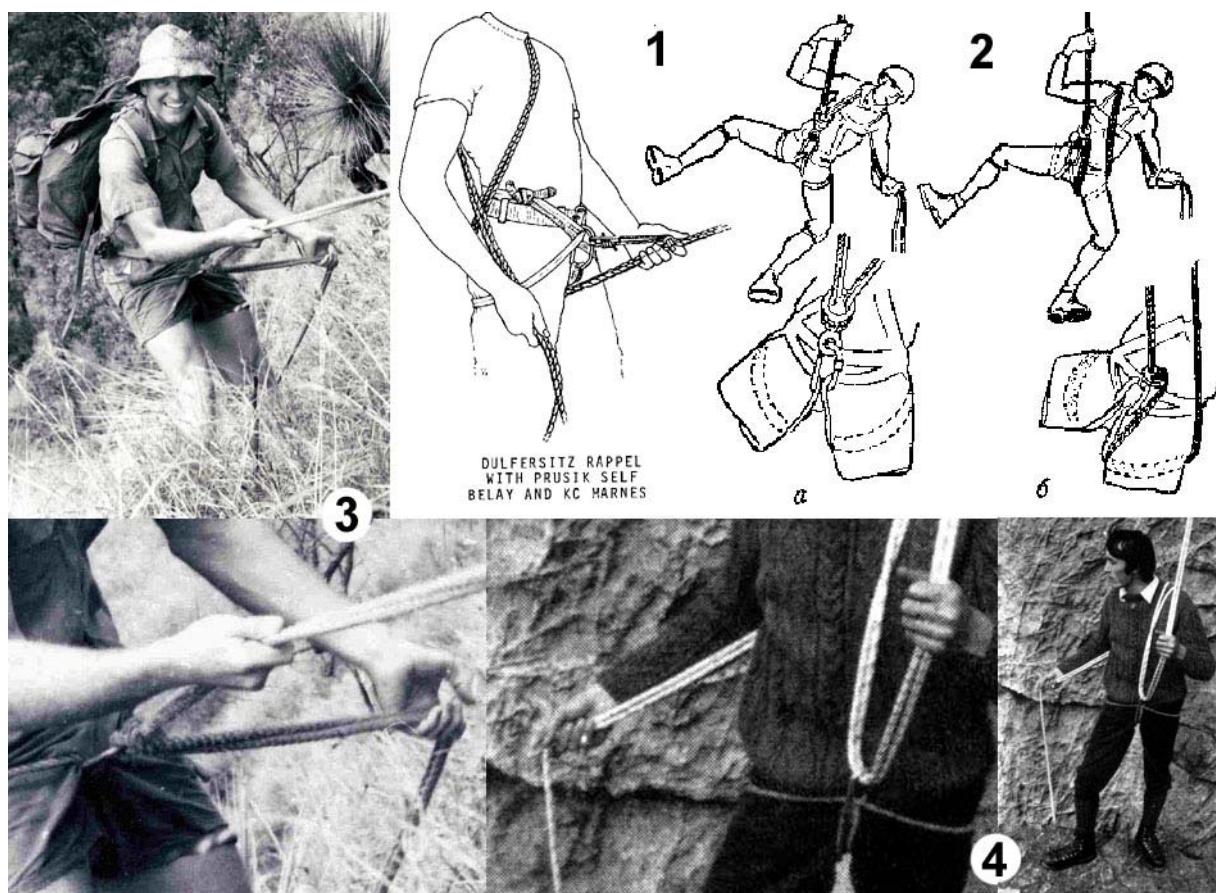 1
2
DULFERSITZ RAPPEL
WITH PRUSIK SELF
BELAY AND KC MARNES
а
б
3
4